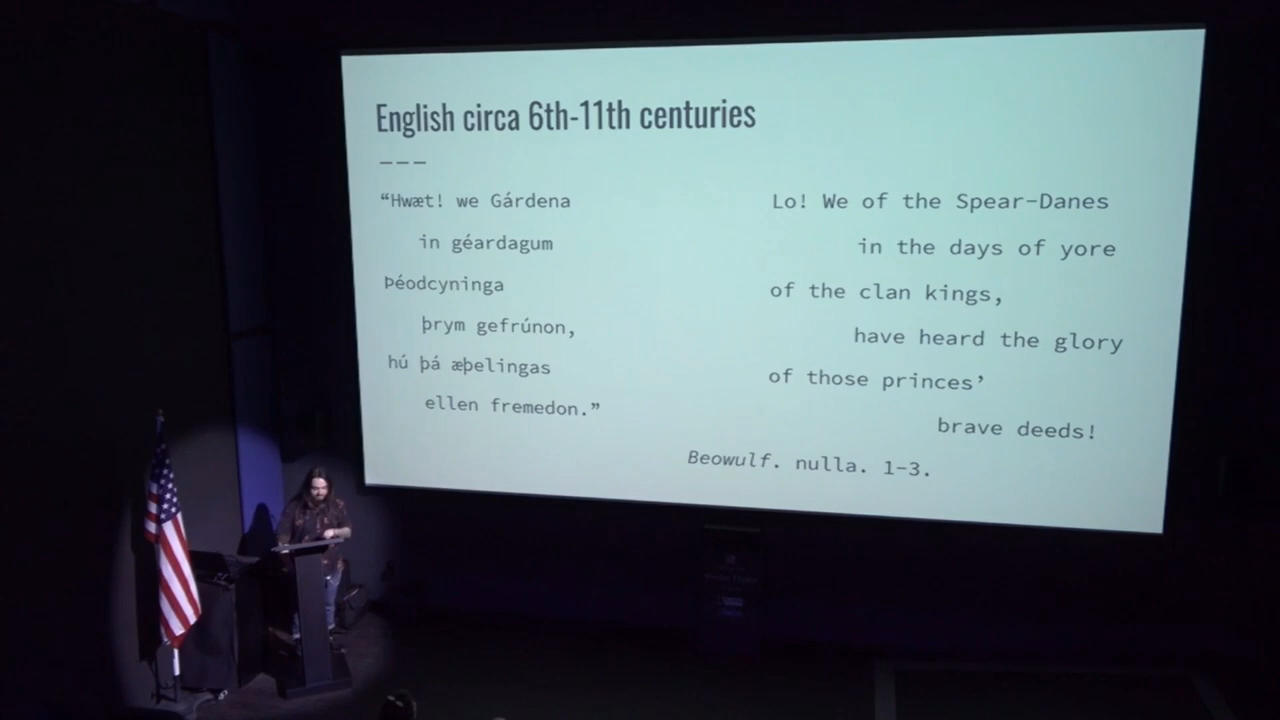 English circa 6th-11th centuries
———
“Hwæt! we Gárdena
in géardagum
Þéodcyninga
þrym gefrúnon,
hú þá æþelingas
ellen fremedon.”
Lo! We of the Spear-Danes
in the days of yore
of the clan kings,
have heard the glory
of those princes’
brave deeds!
Beowulf. nulla. 1-3.